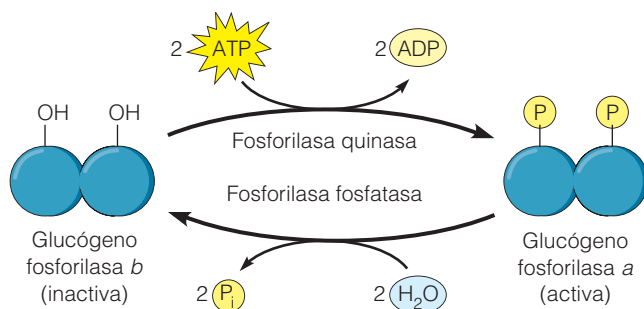 2 ATP
2 ADP
OH OH
P P
Fosforilasa quinasa
Fosforilasa fosfatasa
Glucógeno
fosforilasa b
(inactiva)
Glucógeno
fosforilasa a
(activa)
2 Pi
2 H2O